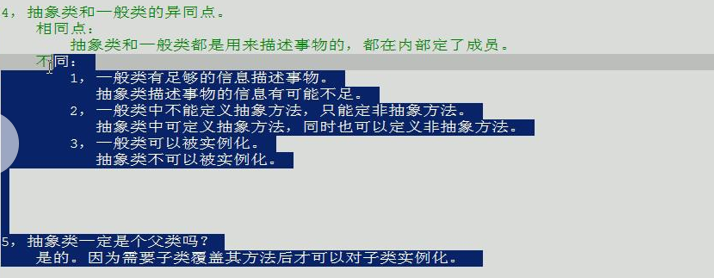 4，抽象类和一般类的异同点。
相同点：
抽象类和一般类都是用来描述事物的，都在内部定了成员。
不同：
1，一般类有足够的信息描述事物。
抽象类描述事物的信息有可能不足。
2，一般类中不能定义抽象方法，只能定非抽象方法。
抽象类中可定义抽象方法，同时也可以定义非抽象方法。
3，一般类可以被实例化。
抽象类不可以被实例化。
5，抽象类一定是个父类吗？
是的。因为需要子类覆盖其方法后才可以对子类实例化。